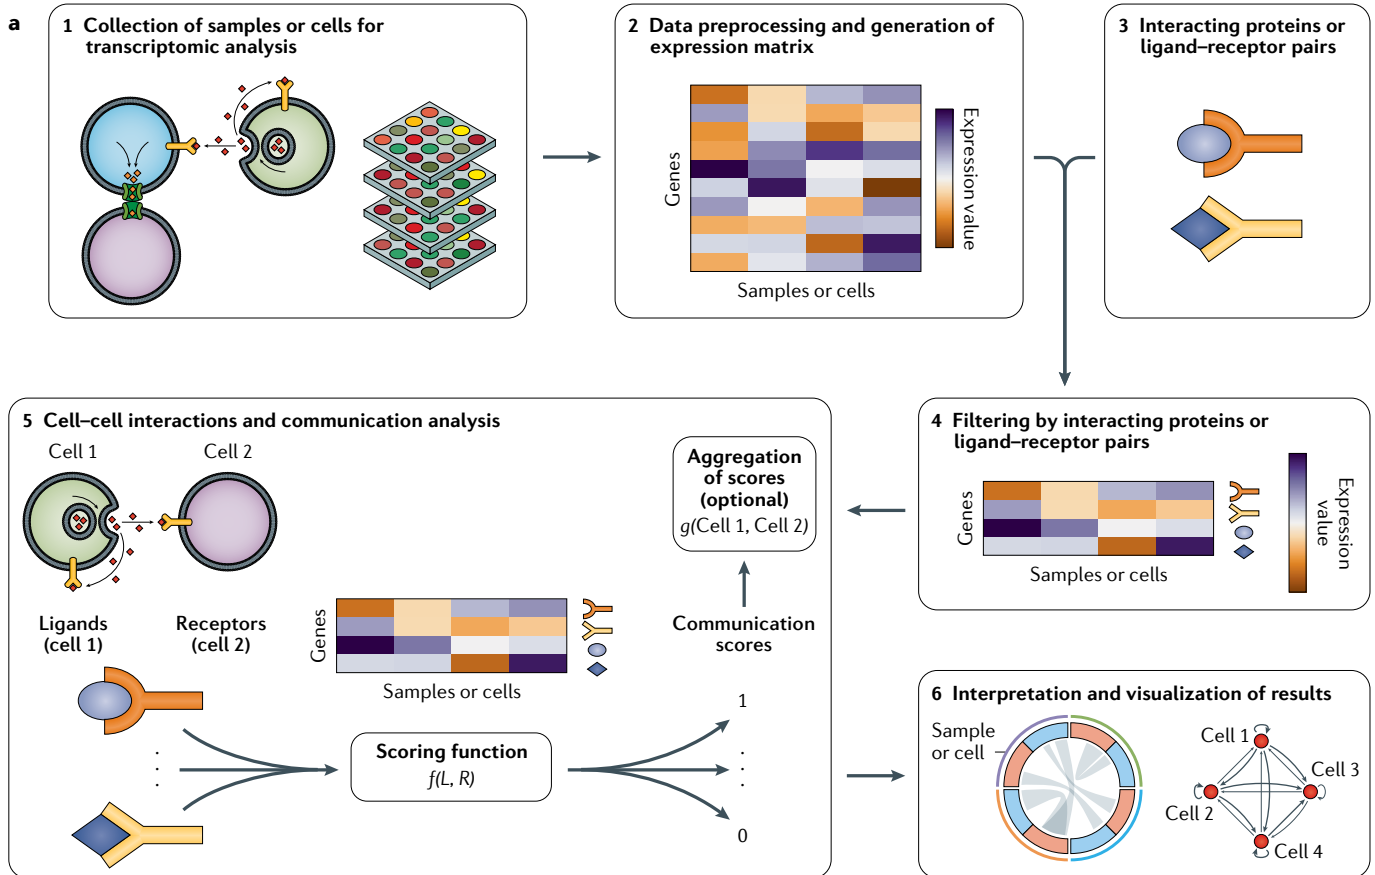 a
1 Collection of samples or cells for
transcriptomic analysis
2 Data preprocessing and generation of
expression matrix
Genes
Samples or cells
Expression value
3 Interacting proteins or
ligand–receptor pairs
4 Filtering by interacting proteins or
ligand–receptor pairs
Genes
Samples or cells
Expression
value
5 Cell–cell interactions and communication analysis
Cell 1
Cell 2
Ligands
(cell 1)
Receptors
(cell 2)
Genes
Samples or cells
Scoring function
f(L, R)
Aggregation
of scores
(optional)
g(Cell 1, Cell 2)
Communication
scores
1
0
6 Interpretation and visualization of results
Sample
or cell
Cell 1
Cell 3
Cell 2
Cell 4